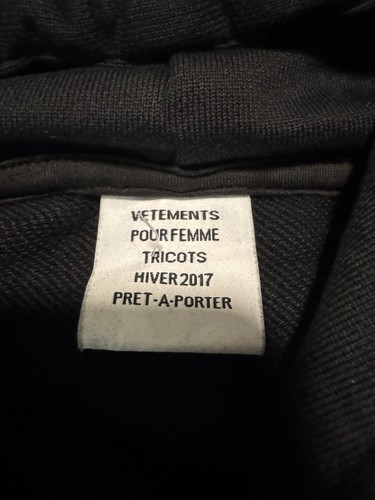 VETEMENTS
POUR FEMME
TRICOTS
HIVER 2017
PRET-A-PORTER